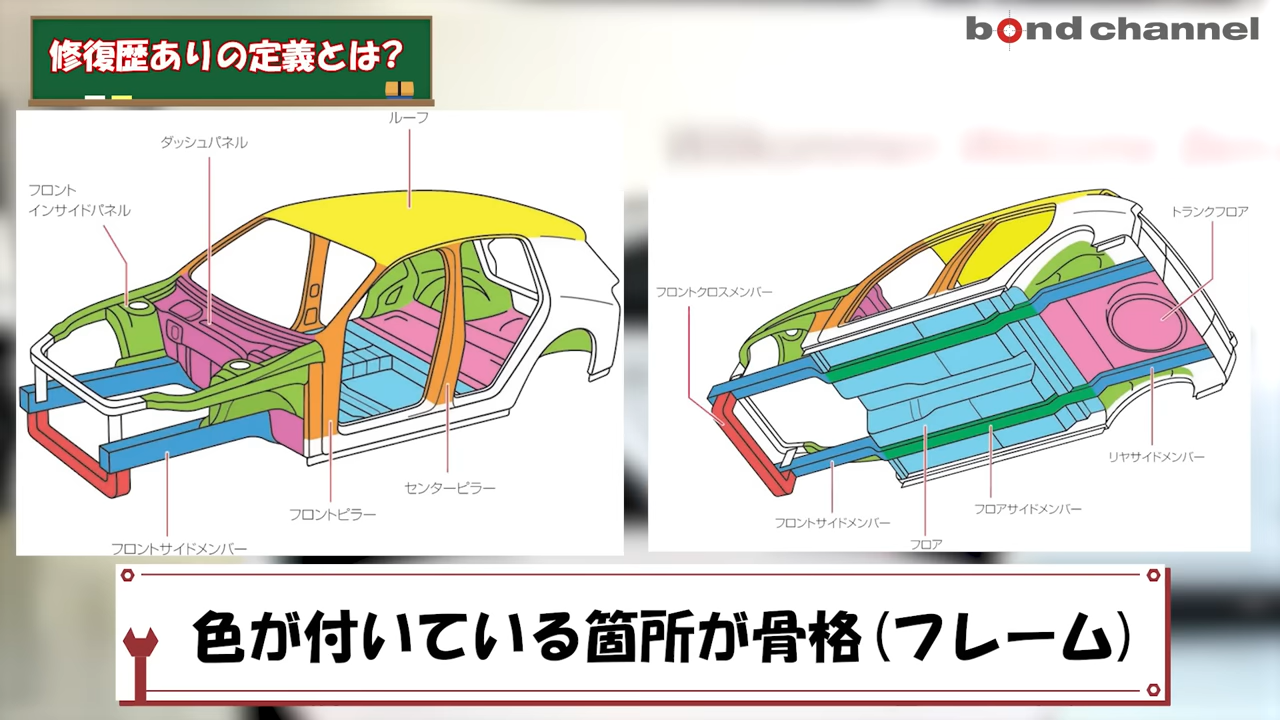 修復歴ありの定義とは?
bond channel
ルーフ
ダッシュパネル
フロント
インサイドパネル
センターピラー
フロントピラー
フロントサイドメンバー
トランクフロア
フロントクロスメンバー
リヤサイドメンバー
フロアサイドメンバー
フロントサイドメンバー
フロア
色が付いている箇所が骨格(フレーム)